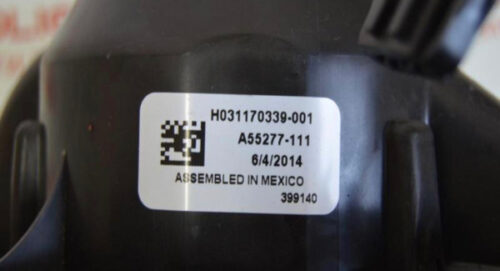 H031170339-001
A55277-111
6/4/2014
ASSEMBLED IN MEXICO
399140